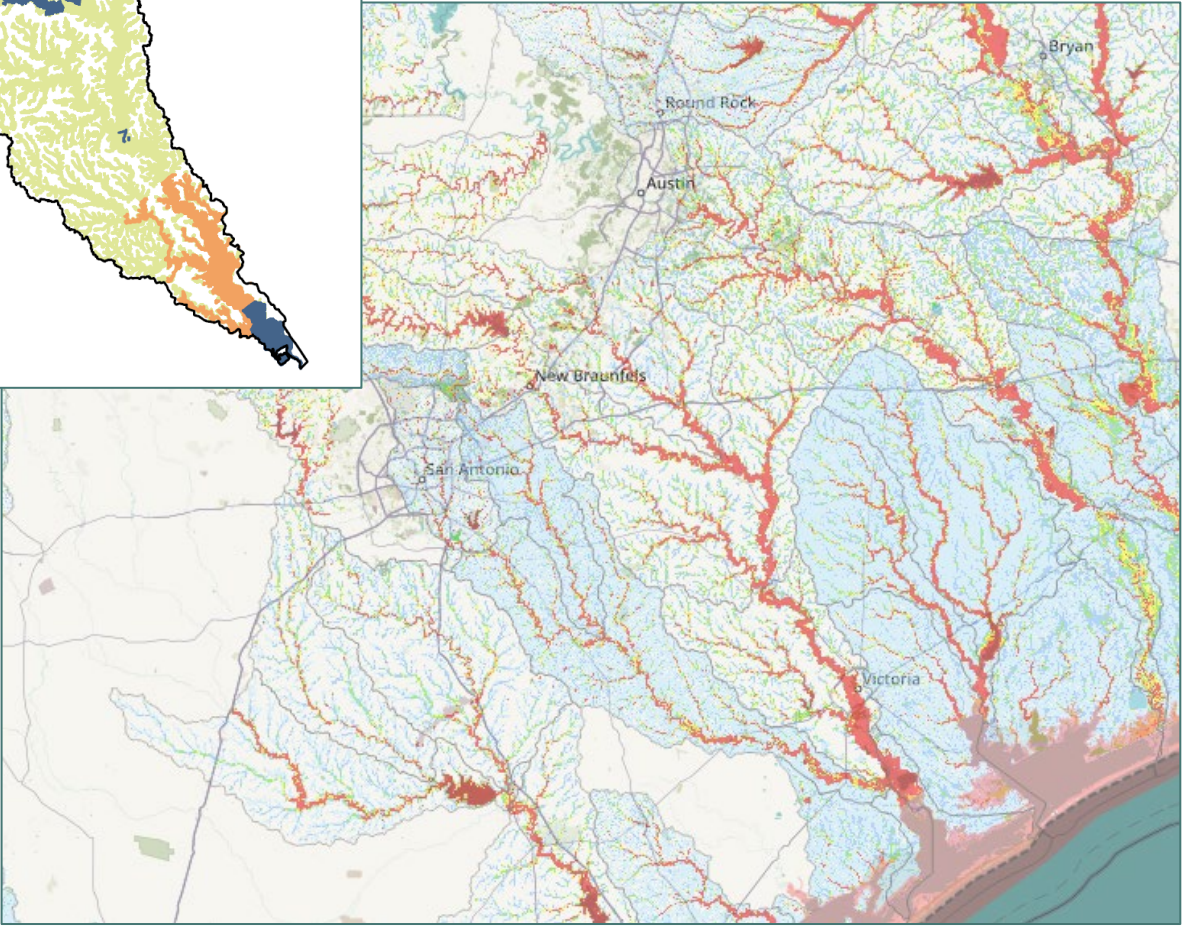 Bryan
Round Rock
Austin
New Braunfels
San Antonio
Victoria